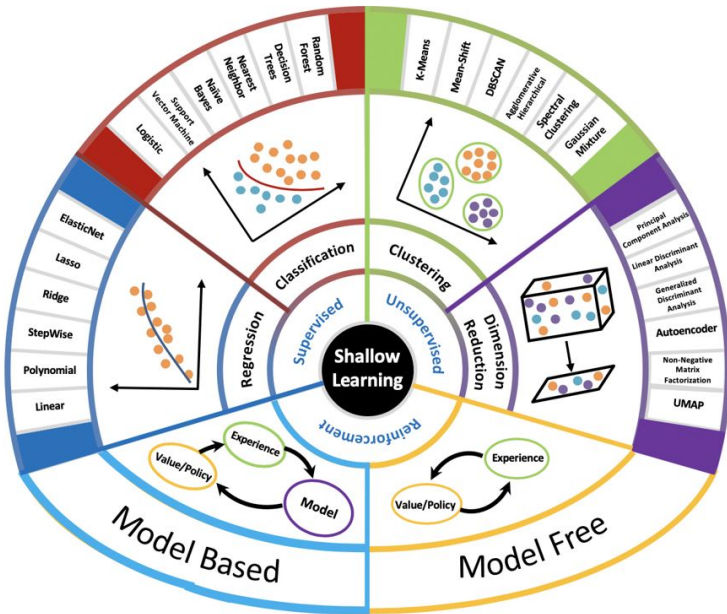 Logistic
Support
Vector Machine
Naïve
Bayes
Nearest
Neighbor
Decision
Trees
Random
Forest
K-Means
Mean-Shift
DBSCAN
Agglomerative
Hierarchical
Spectral
Clustering
Gaussian
Mixture
ElasticNet
Lasso
Ridge
StepWise
Polynomial
Linear
Principal
Component Analysis
Linear Discriminant
Analysis
Generalized
Discriminant
Analysis
Autoencoder
Non-Negative
Matrix
Factorization
UMAP
Classification
Clustering
Regression
Dimension
Reduction
Supervised
Unsupervised
Reinforcement
Shallow
Learning
Experience
Value/Policy
Model
Experience
Value/Policy
Model Based
Model Free